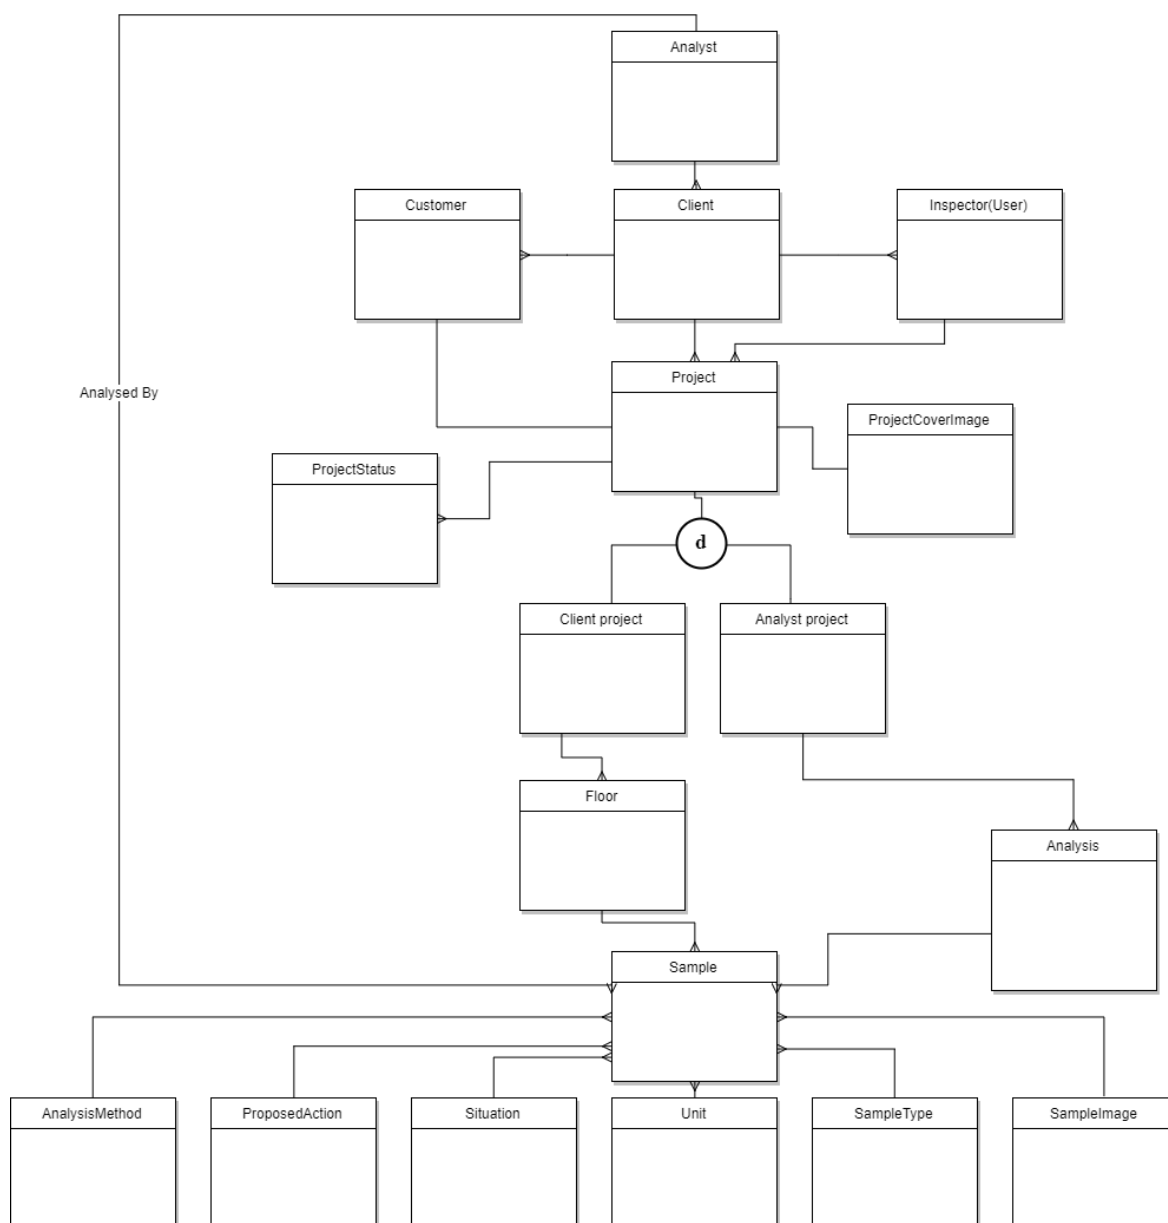 Analyst
Customer
Client
Inspector(User)
Project
Analysed By
ProjectCoverImage
ProjectStatus
d
Client project
Analyst project
Floor
Analysis
Sample
AnalysisMethod
ProposedAction
Situation
Unit
SampleType
SampleImage